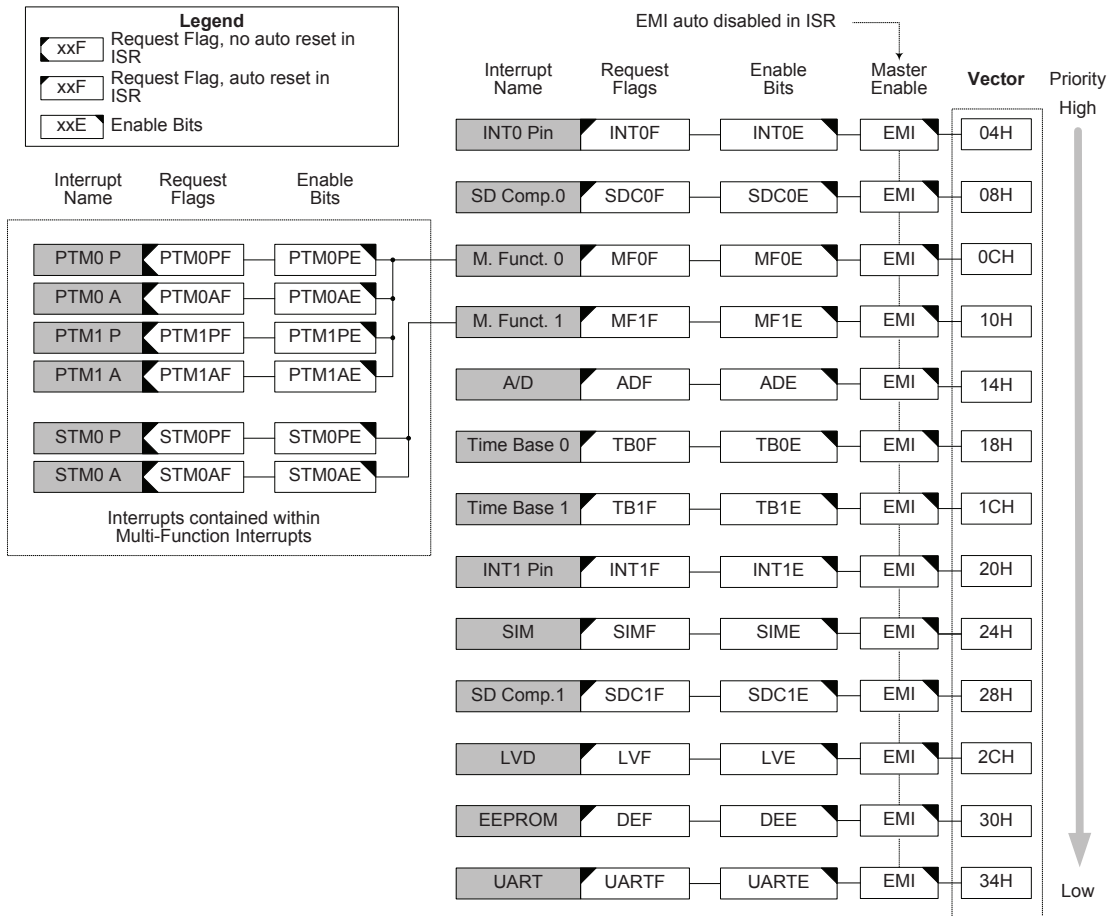 Legend
xxF Request Flag, no auto reset in
ISR
xxF Request Flag, auto reset in
ISR
xxE Enable Bits
EMI auto disabled in ISR
Interrupt Name Request Flags Enable Bits Master Enable Vector Priority
High
INT0 Pin INT0F INT0E EMI 04H
SD Comp.0 SDC0F SDC0E EMI 08H
M. Funct. 0 MF0F MF0E EMI 0CH
M. Funct. 1 MF1F MF1E EMI 10H
A/D ADF ADE EMI 14H
Time Base 0 TB0F TB0E EMI 18H
Time Base 1 TB1F TB1E EMI 1CH
INT1 Pin INT1F INT1E EMI 20H
SIM SIMF SIME EMI 24H
SD Comp.1 SDC1F SDC1E EMI 28H
LVD LVF LVE EMI 2CH
EEPROM DEF DEE EMI 30H
UART UARTF UARTE EMI 34H
Low
Interrupt Name Request Flags Enable Bits
PTM0 P PTM0PF PTM0PE
PTM0 A PTM0AF PTM0AE
PTM1 P PTM1PF PTM1PE
PTM1 A PTM1AF PTM1AE
STM0 P STM0PF STM0PE
STM0 A STM0AF STM0AE
Interrupts contained within
Multi-Function Interrupts